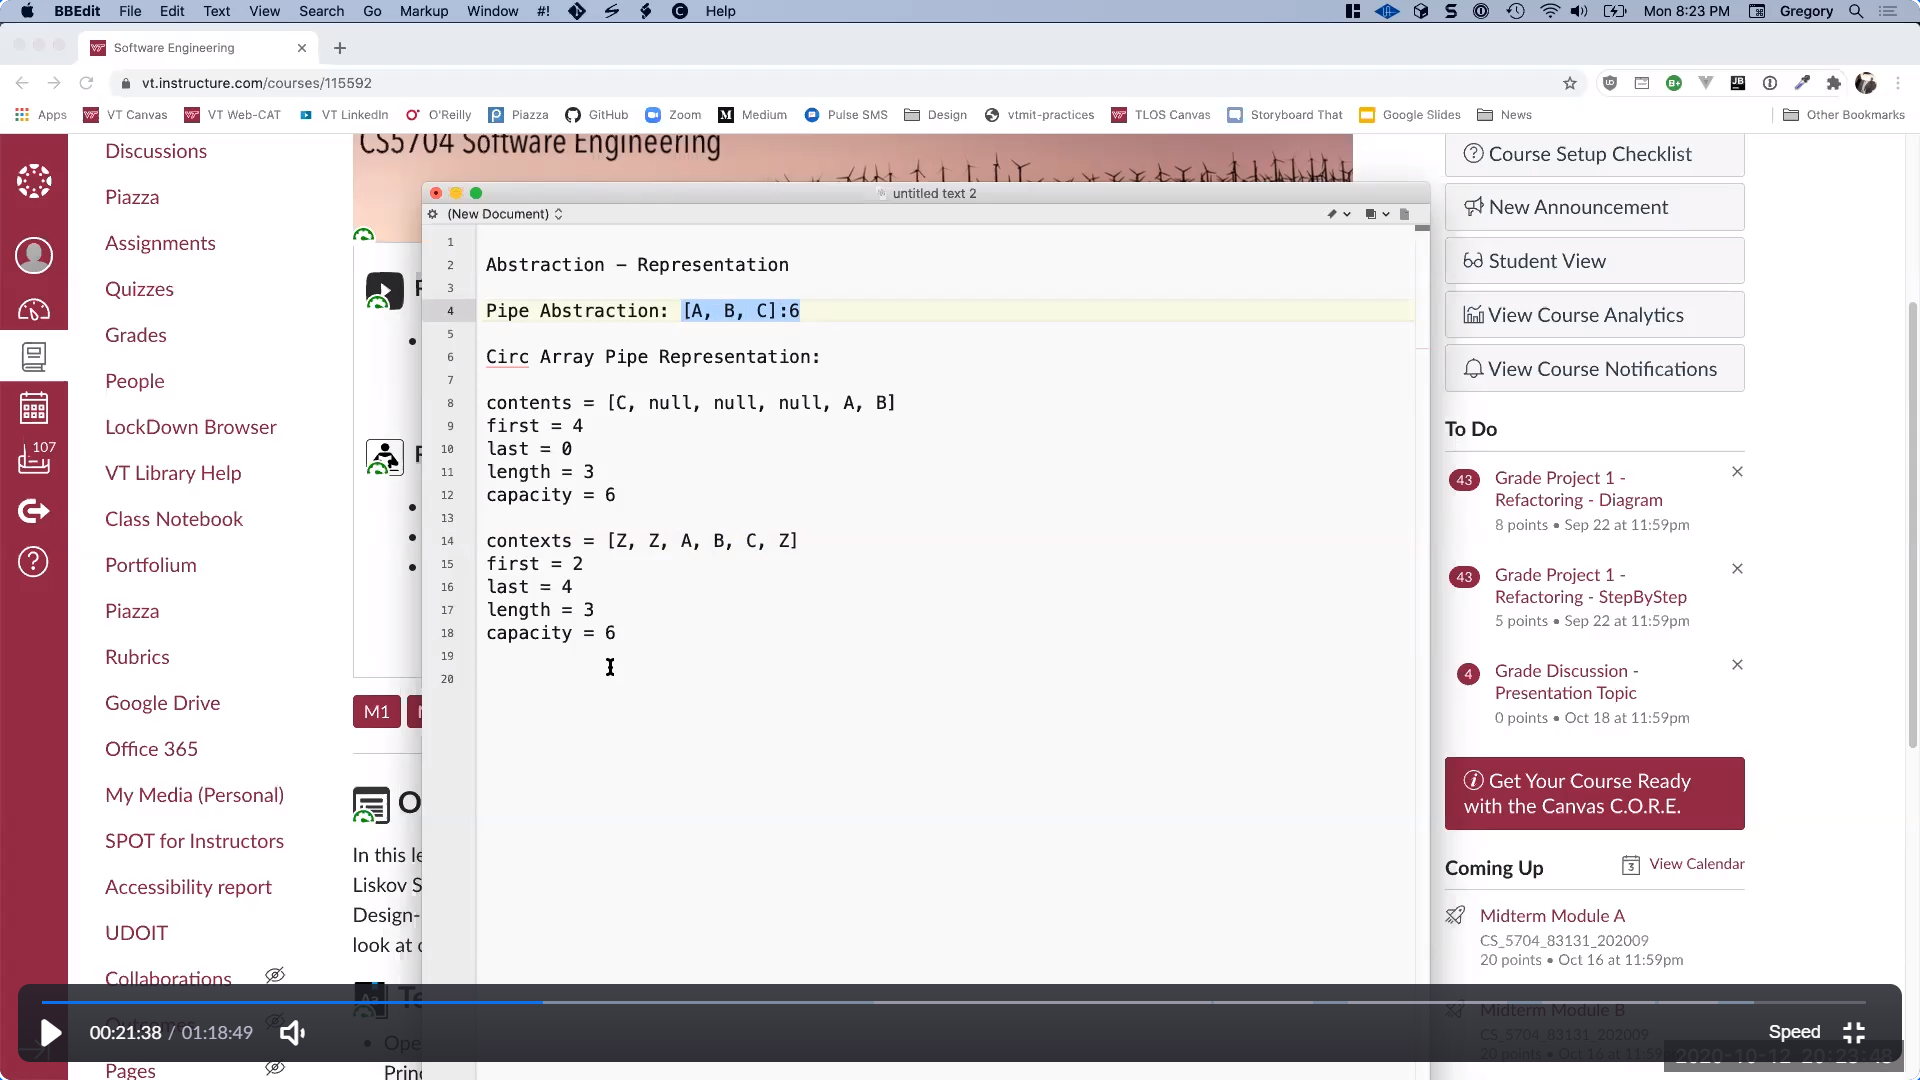 BBEdit File Edit Text View Search Go Markup Window #! Help Mon 8:23 PM Gregory
Software Engineering
vt.instructure.com/courses/115592
Apps VT Canvas VT Web-CAT VT LinkedIn O'Reilly Piazza GitHub Zoom Medium Pulse SMS Design vtmit-practices TLOS Canvas Storyboard That Google Slides News Other Bookmarks
Discussions
Piazza
Assignments
Quizzes
Grades
People
LockDown Browser
VT Library Help
Class Notebook
Portfolium
Piazza
Rubrics
Google Drive
Office 365
My Media (Personal)
SPOT for Instructors
Accessibility report
UDOIT
Collaborations
Outcomes
Pages
107
CS5704 Software Engineering
M1
In this le
Liskov S
Design-
look at c
Ope
Princ
untitled text 2
(New Document)
1
2 Abstraction – Representation
3
4 Pipe Abstraction: [A, B, C]:6
5
6 Circ Array Pipe Representation:
7
8 contents = [C, null, null, null, A, B]
9 first = 4
10 last = 0
11 length = 3
12 capacity = 6
13
14 contexts = [Z, Z, A, B, C, Z]
15 first = 2
16 last = 4
17 length = 3
18 capacity = 6
19
20
Course Setup Checklist
New Announcement
Student View
View Course Analytics
View Course Notifications
To Do
43 Grade Project 1 -
Refactoring - Diagram
8 points • Sep 22 at 11:59pm
43 Grade Project 1 -
Refactoring - StepByStep
5 points • Sep 22 at 11:59pm
4 Grade Discussion -
Presentation Topic
0 points • Oct 18 at 11:59pm
Get Your Course Ready
with the Canvas C.O.R.E.
Coming Up View Calendar
Midterm Module A
CS_5704_83131_202009
20 points • Oct 16 at 11:59pm
Midterm Module B
CS_5704_83131_202009
20 points • Oct 16 at 11:59
00:21:38 / 01:18:49
Speed
2020-10-12 20:23:48